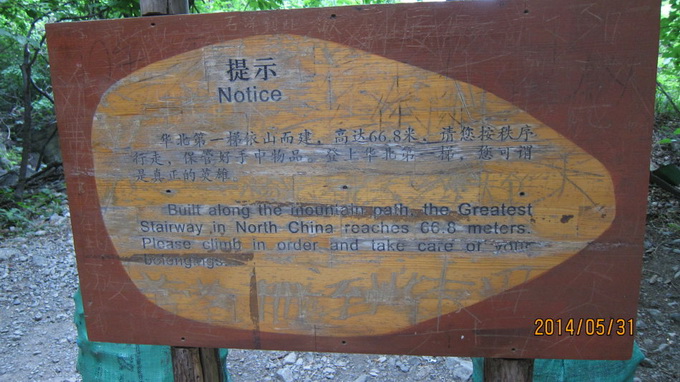 提示
Notice
华北第一梯依山而建，高达66.8米，请您按秩序
行走，保管好手中物品，登上华北第一梯，您可谓
是真正的英雄
Built along the mountain path, the Greatest
Stairway in North China reaches 66.8 meters.
Please climb in order and take care of your
belongings.
2014/05/31